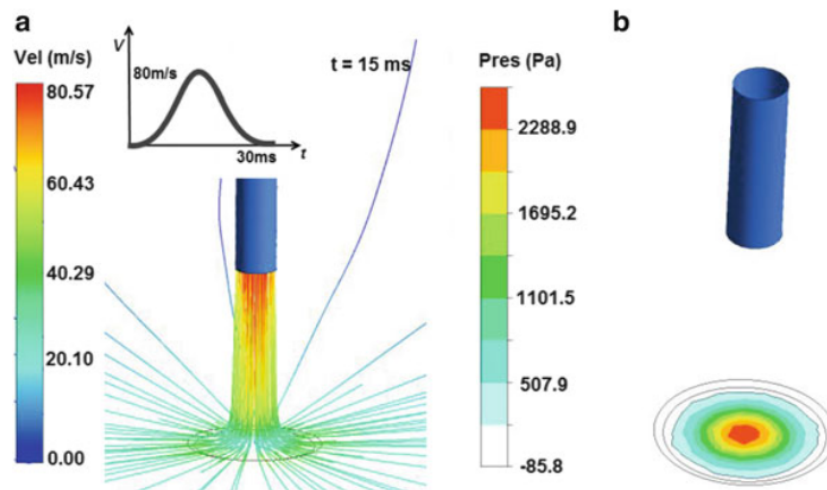 a
Vel (m/s)
80.57
60.43
40.29
20.10
0.00
V
80m/s
30ms
t
t = 15 ms
b
Pres (Pa)
2288.9
1695.2
1101.5
507.9
-85.8